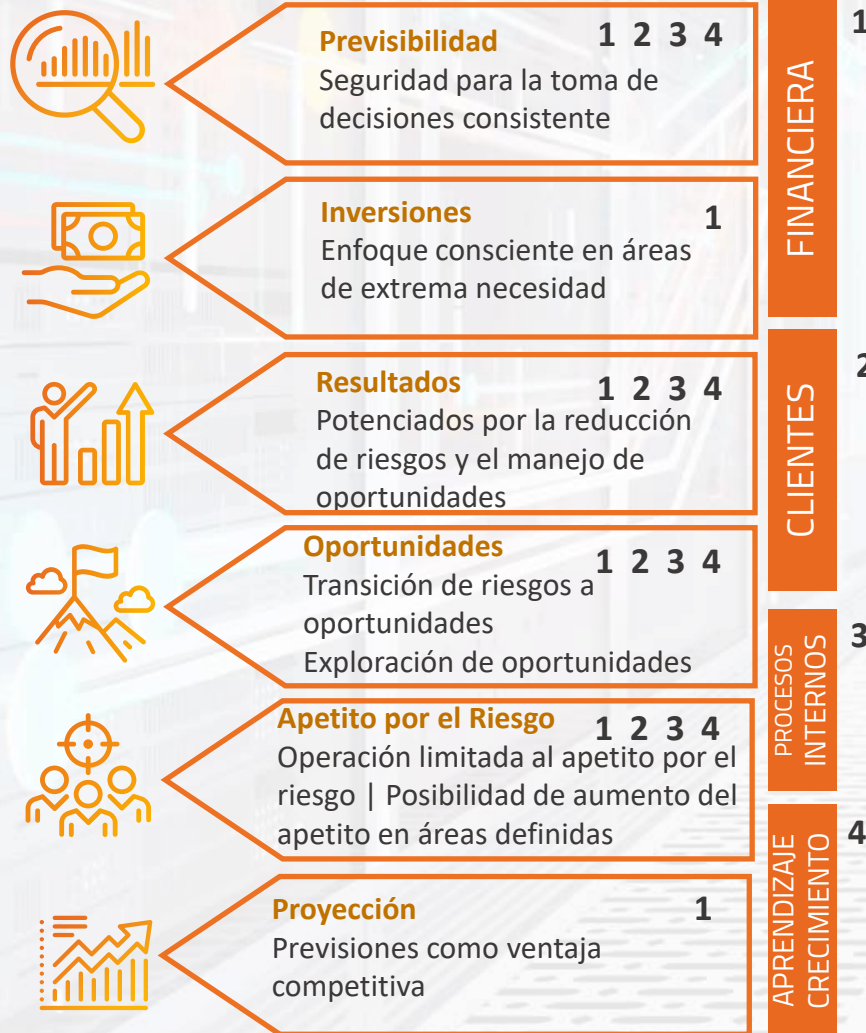 Previsibilidad 1 2 3 4
Seguridad para la toma de
decisiones consistente
Inversiones 1
Enfoque consciente en áreas
de extrema necesidad
Resultados 1 2 3 4
Potenciados por la reducción
de riesgos y el manejo de
oportunidades
Oportunidades 1 2 3 4
Transición de riesgos a
oportunidades
Exploración de oportunidades
Apetito por el Riesgo 1 2 3 4
Operación limitada al apetito por el
riesgo | Posibilidad de aumento del
apetito en áreas definidas
Proyección 1
Previsiones como ventaja
competitiva
FINANCIERA 1
CLIENTES 2
PROCESOS
INTERNOS 3
APRENDIZAJE
CRECIMIENTO 4